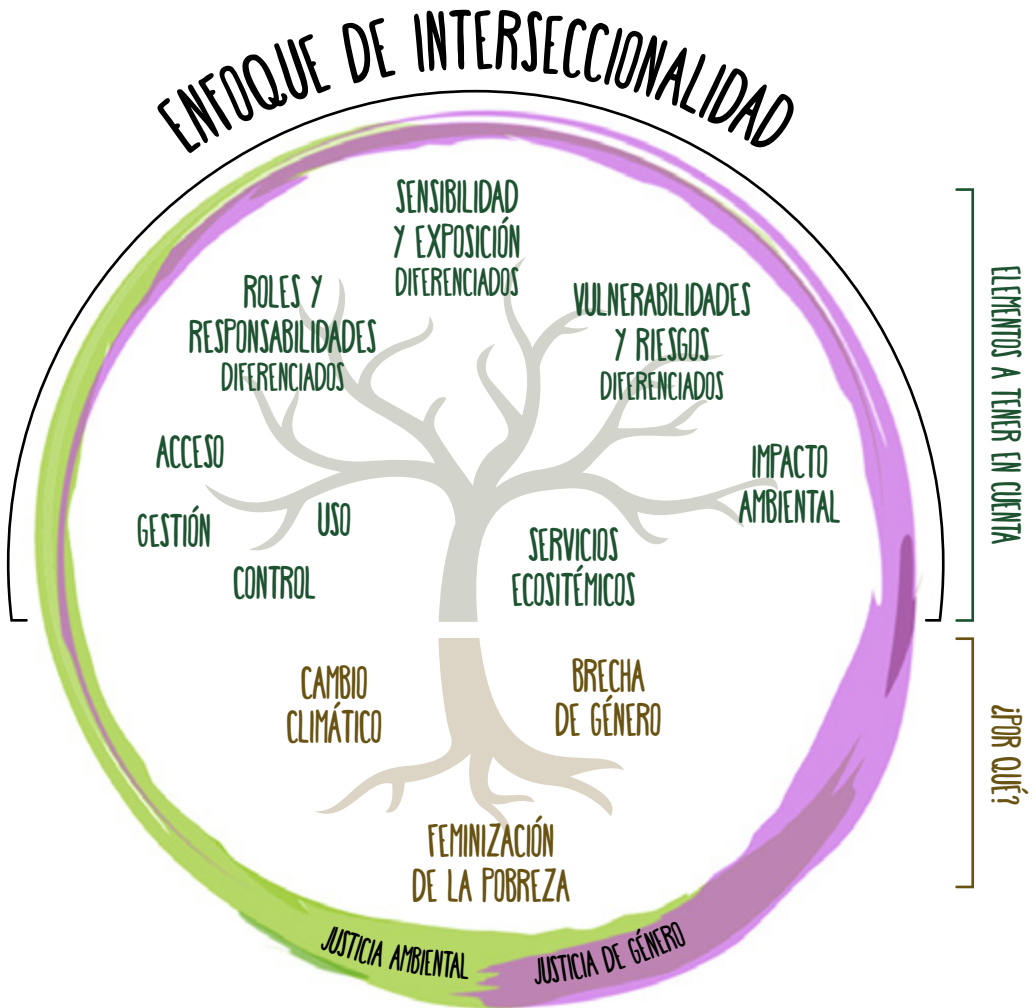 ENFOQUE DE INTERSECCIONALIDAD
SENSIBILIDAD
Y EXPOSICIÓN
DIFERENCIADOS
ROLES Y
RESPONSABILIDADES
DIFERENCIADOS
VULNERABILIDADES
Y RIESGOS
DIFERENCIADOS
ACCESO
GESTIÓN
USO
CONTROL
IMPACTO
AMBIENTAL
SERVICIOS
ECOSITÉMICOS
ELEMENTOS A TENER EN CUENTA
CAMBIO
CLIMÁTICO
BRECHA
DE GÉNERO
FEMINIZACIÓN
DE LA POBREZA
¿POR QUÉ?
JUSTICIA AMBIENTAL
JUSTICIA DE GÉNERO